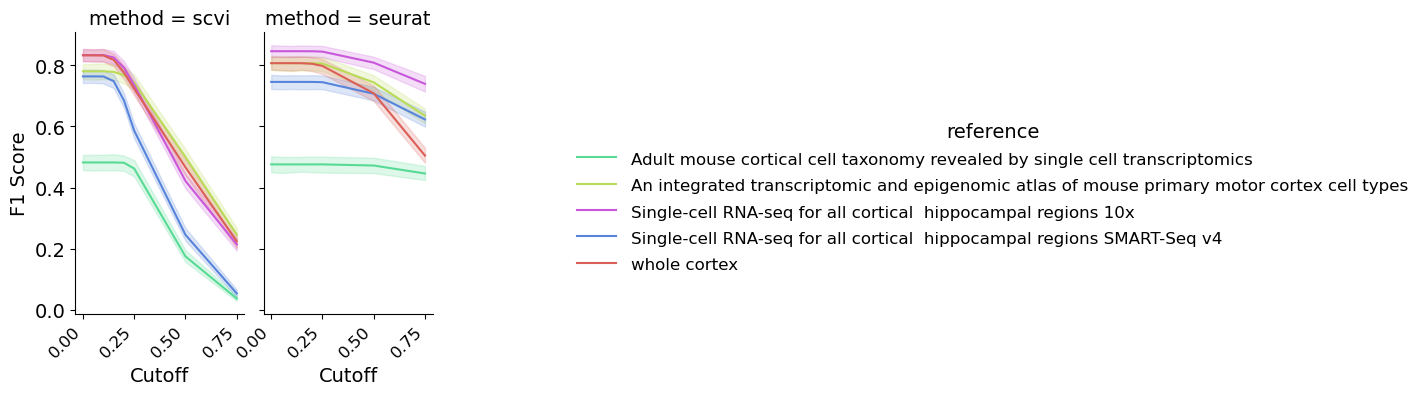 method = scvi
method = seurat
F1 Score
0.8
0.6
0.4
0.2
0.0
0.00
0.25
0.50
0.75
Cutoff
0.00
0.25
0.50
0.75
Cutoff
reference
Adult mouse cortical cell taxonomy revealed by single cell transcriptomics
An integrated transcriptomic and epigenomic atlas of mouse primary motor cortex cell types
Single-cell RNA-seq for all cortical  hippocampal regions 10x
Single-cell RNA-seq for all cortical  hippocampal regions SMART-Seq v4
whole cortex